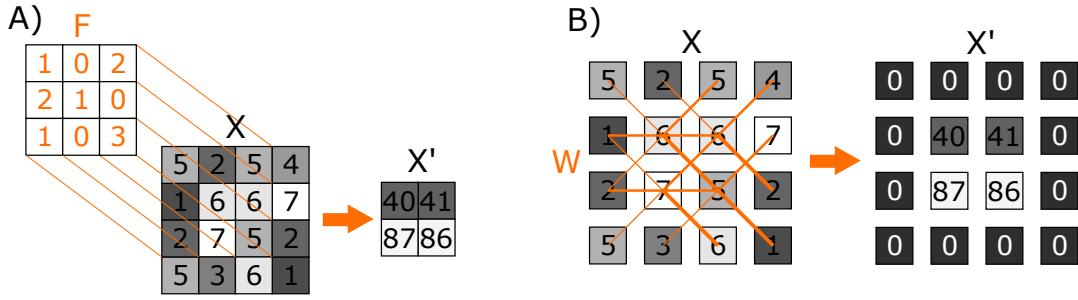 A)
F
1 0 2
2 1 0
1 0 3
X
5 2 5 4
1 6 6 7
2 7 5 2
5 3 6 1
X'
40 41
87 86
B)
X
5 2 5 4
1 6 6 7
W
2 7 5 2
5 3 6 1
X'
0 0 0 0
0 40 41 0
0 87 86 0
0 0 0 0